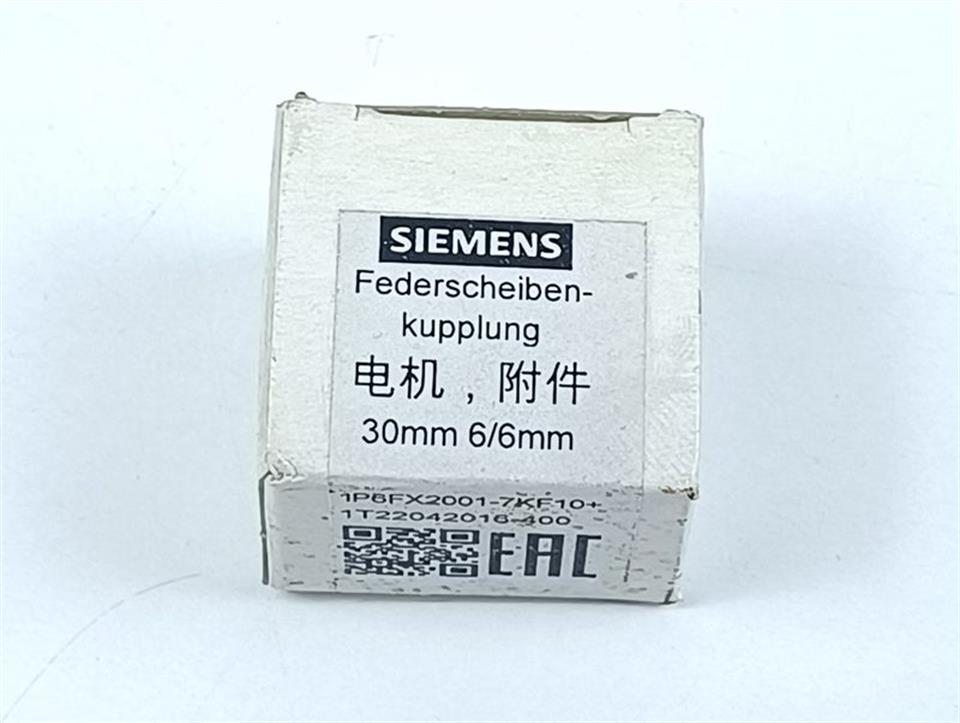 SIEMENS
Federscheiben-
kupplung
电机，附件
30mm 6/6mm
1P6FX2001-7KF10+
1T22042016-400
EAC